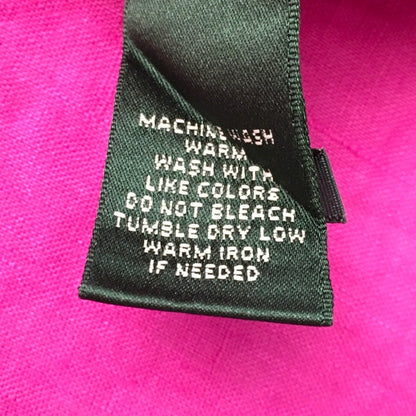 MACHINE WASH
WARM
WASH WITH
LIKE COLORS
DO NOT BLEACH
TUMBLE DRY LOW
WARM IRON
IF NEEDED